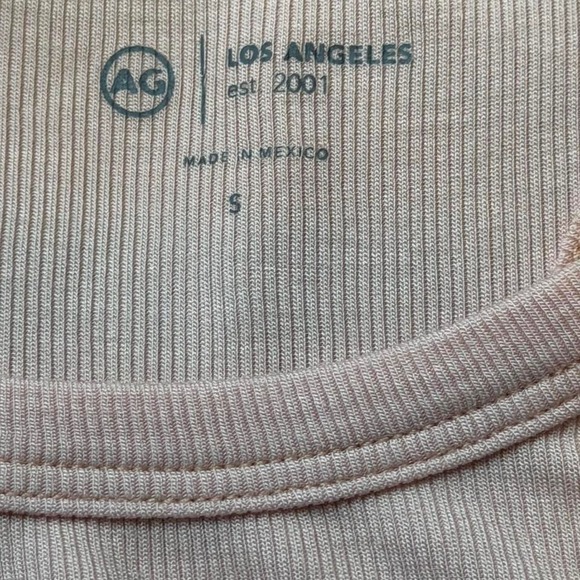 AG
LOS ANGELES
est. 2001
MADE IN MEXICO
S